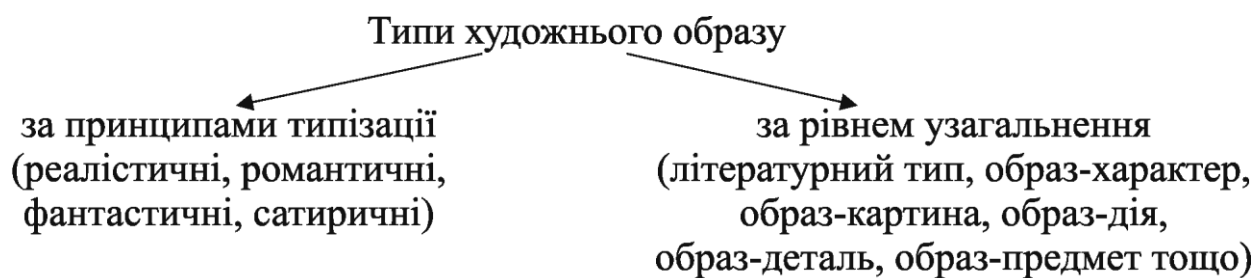 Типи художнього образу
за принципами типізації
(реалістичні, романтичні,
фантастичні, сатиричні)
за рівнем узагальнення
(літературний тип, образ-характер,
образ-картина, образ-дія,
образ-деталь, образ-предмет тощо)